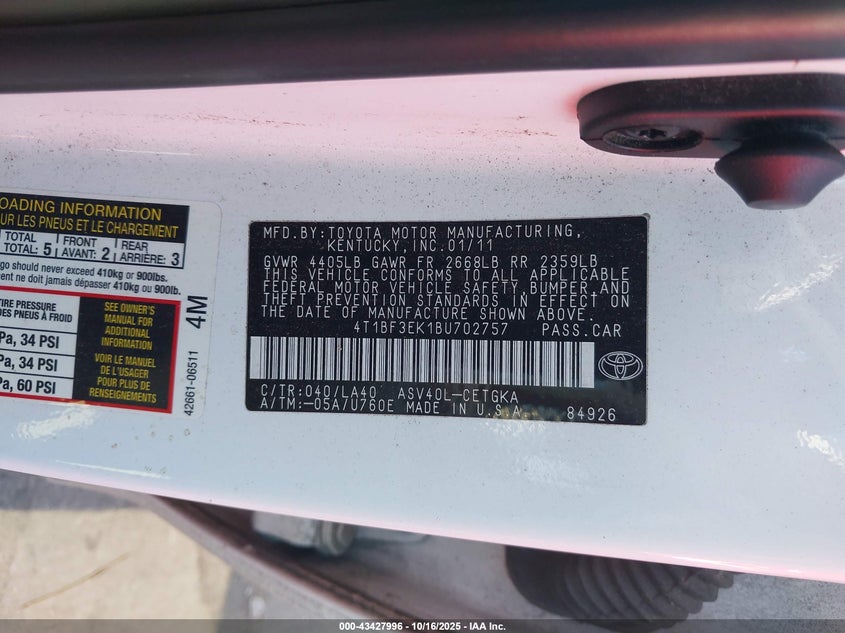 OADING INFORMATION
UR LES PNEUS ET LE CHARGEMENT
TOTAL 5 FRONT 2 REAR 3
TOTAL: AVANT: ARRIÈRE:
go should never exceed 410kg or 900lbs.
ent ne doit jamais dépasser 410kg ou 900lb.
TIRE PRESSURE
DES PNEUS À FROID
Pa, 34 PSI
Pa, 34 PSI
Pa, 60 PSI
SEE OWNER'S
MANUAL FOR
ADDITIONAL
INFORMATION
VOIR LE MANUEL
DE L'USAGER
POUR PLUS DE
RENSEIGNEMENTS
4M
42661-06511
MFD.BY:TOYOTA MOTOR MANUFACTURING,
KENTUCKY,INC.01/11
GVWR 4405LB GAWR FR 2668LB RR 2359LB
THIS VEHICLE CONFORMS TO ALL APPLICABLE
FEDERAL MOTOR VEHICLE SAFETY,BUMPER,AND
THEFT PREVENTION STANDARDS IN EFFECT ON
THE DATE OF MANUFACTURE SHOWN ABOVE.
4T1BF3EK1BU702757 PASS.CAR
C/TR:040/LA40 ASV40L-CETGKA
A/TM:-05A/U760E MADE IN U.S.A. 84926
000-43427996 - 10/16/2025 - IAA Inc.